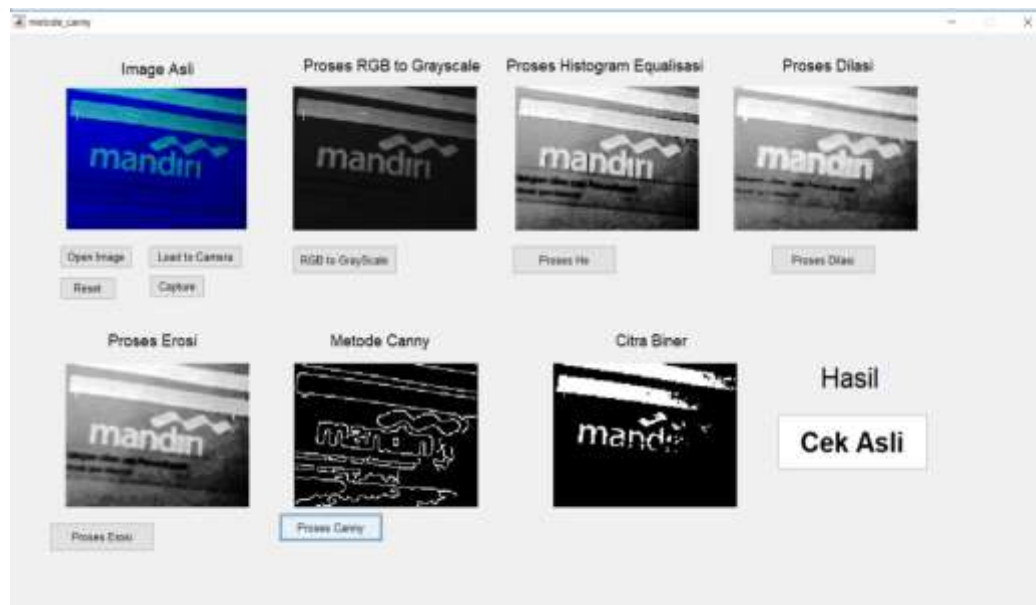 metode_canny
Image Asli
Proses RGB to Grayscale
Proses Histogram Equalisasi
Proses Dilasi
mandiri
mandiri
mandiri
mandiri
Open Image
Load to Camera
RGB to GrayScale
Proses He
Proses Dilasi
Reset
Capture
Proses Erosi
Metode Canny
Citra Biner
Hasil
mandiri
Cek Asli
Proses Canny
Proses Erosi